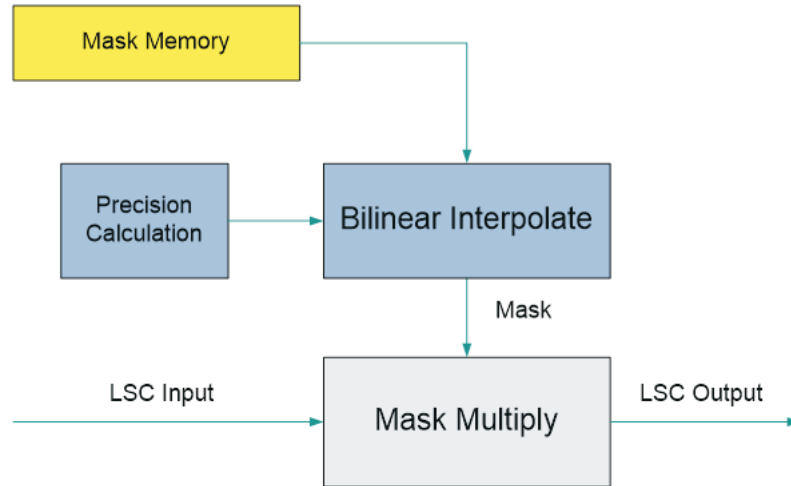 Mask Memory
Precision
Calculation
Bilinear Interpolate
Mask
LSC Input
Mask Multiply
LSC Output